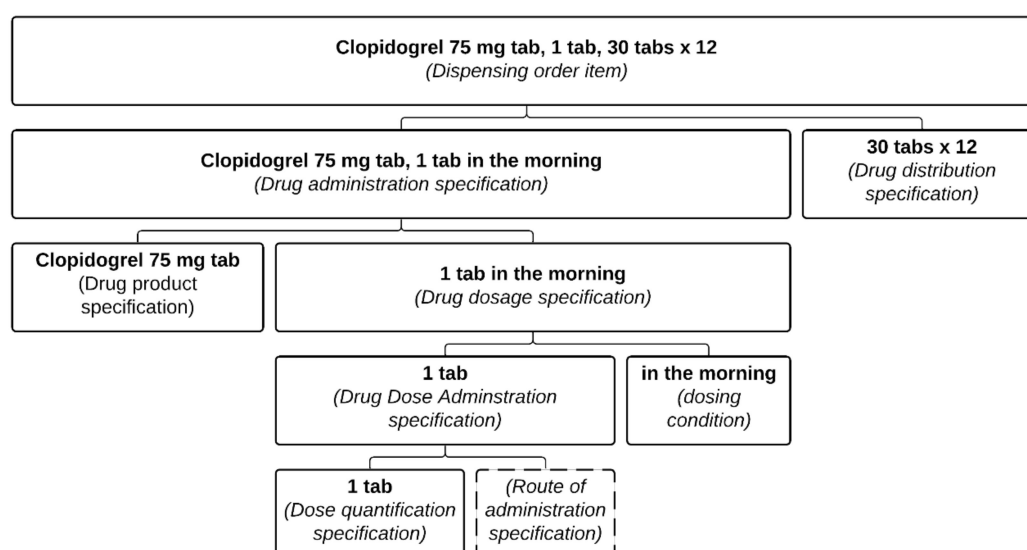 Clopidogrel 75 mg tab, 1 tab, 30 tabs x 12
(Dispensing order item)
Clopidogrel 75 mg tab, 1 tab in the morning
(Drug administration specification)
30 tabs x 12
(Drug distribution
specification)
Clopidogrel 75 mg tab
(Drug product
specification)
1 tab in the morning
(Drug dosage specification)
1 tab
(Drug Dose Adminstration
specification)
in the morning
(dosing
condition)
1 tab
(Dose quantification
specification)
(Route of
administration
specification)